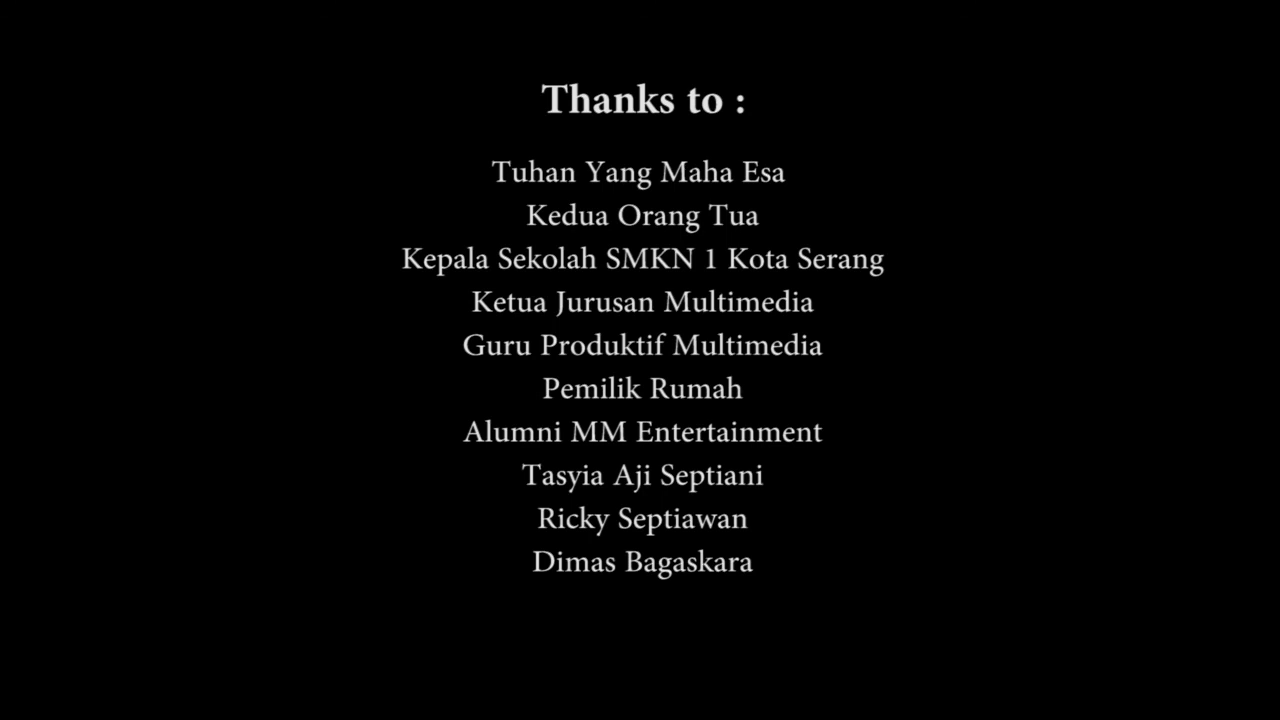 Thanks to :
Tuhan Yang Maha Esa
Kedua Orang Tua
Kepala Sekolah SMKN 1 Kota Serang
Ketua Jurusan Multimedia
Guru Produktif Multimedia
Pemilik Rumah
Alumni MM Entertainment
Tasyia Aji Septiani
Ricky Septiawan
Dimas Bagaskara